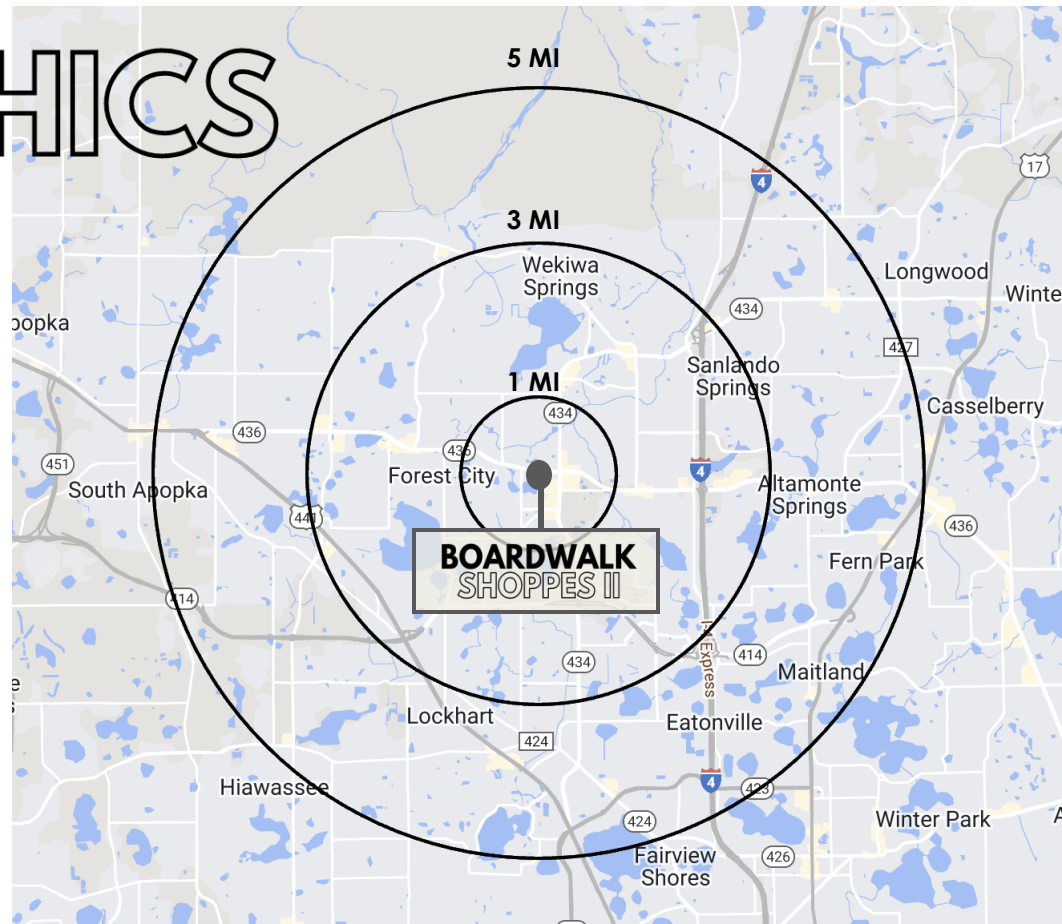 HICS
5 MI
4
17
3 MI
Wekiwa
Springs
Longwood
Winte
434
popka
427
Sanlando
Springs
1 MI
Casselberry
434
436
436
451
Forest City
4
South Apopka
Altamonte
Springs
441
436
BOARDWALK
SHOPPES II
Fern Park
414
I-4 Express
414
434
Maitland
e
Lockhart
Eatonville
424
4
423
Hiawassee
424
Winter Park
A
Fairview
Shores
426